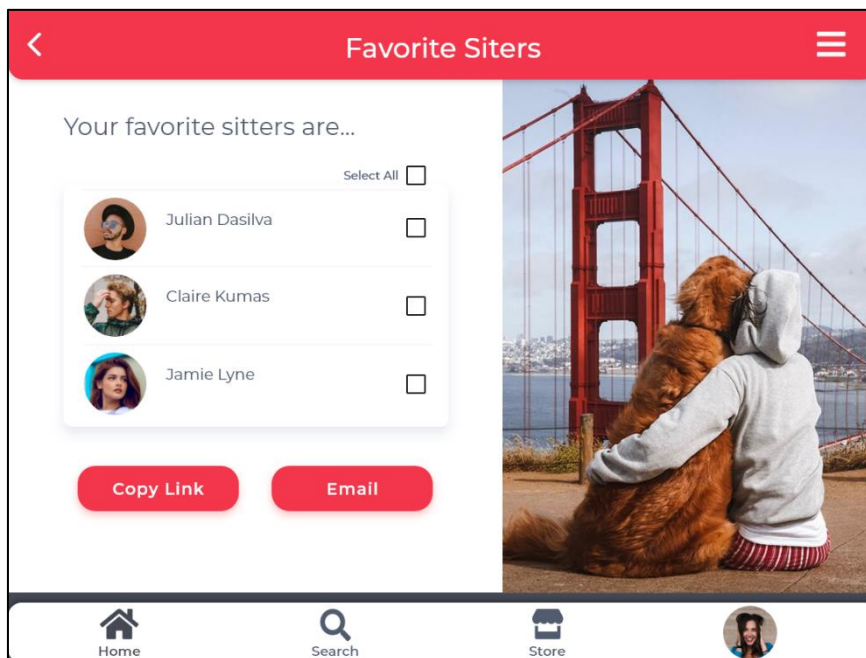 Favorite Siters
Your favorite sitters are...
Select All
Julian Dasilva
Claire Kumas
Jamie Lyne
Copy Link
Email
Home
Search
Store